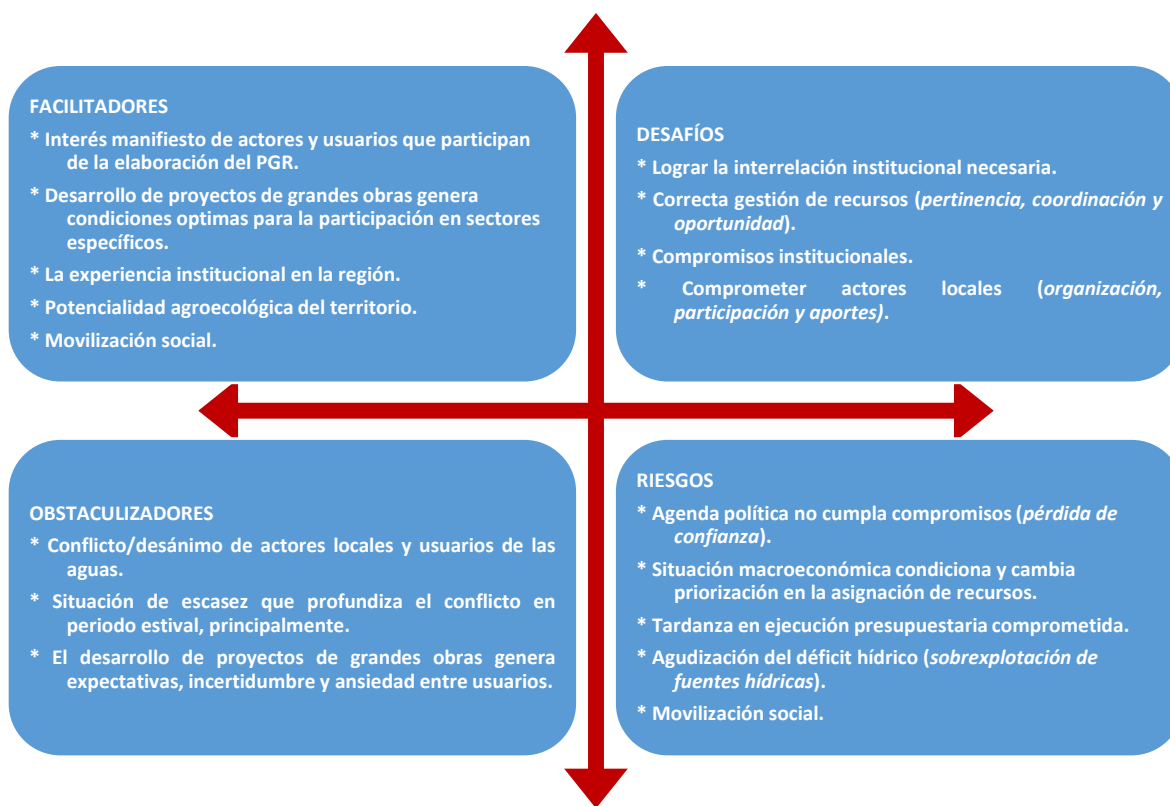 FACILITADORES
* Interés manifiesto de actores y usuarios que participan
de la elaboración del PGR.
* Desarrollo de proyectos de grandes obras genera
condiciones optimas para la participación en sectores
específicos.
* La experiencia institucional en la región.
* Potencialidad agroecológica del territorio.
* Movilización social.
DESAFÍOS
* Lograr la interrelación institucional necesaria.
* Correcta gestión de recursos (pertinencia, coordinación y
oportunidad).
* Compromisos institucionales.
* Comprometer actores locales (organización,
participación y aportes).
OBSTACULIZADORES
* Conflicto/desánimo de actores locales y usuarios de las
aguas.
* Situación de escasez que profundiza el conflicto en
periodo estival, principalmente.
* El desarrollo de proyectos de grandes obras genera
expectativas, incertidumbre y ansiedad entre usuarios.
RIESGOS
* Agenda política no cumpla compromisos (pérdida de
confianza).
* Situación macroeconómica condiciona y cambia
priorización en la asignación de recursos.
* Tardanza en ejecución presupuestaria comprometida.
* Agudización del déficit hídrico (sobrexplotación de
fuentes hídricas).
* Movilización social.